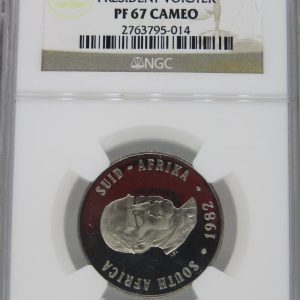 PRESIDENT VORSTER
PF 67 CAMEO
2763795-014
NGC
SUID - AFRIKA
· 1982 ·
SOUTH AFRICA